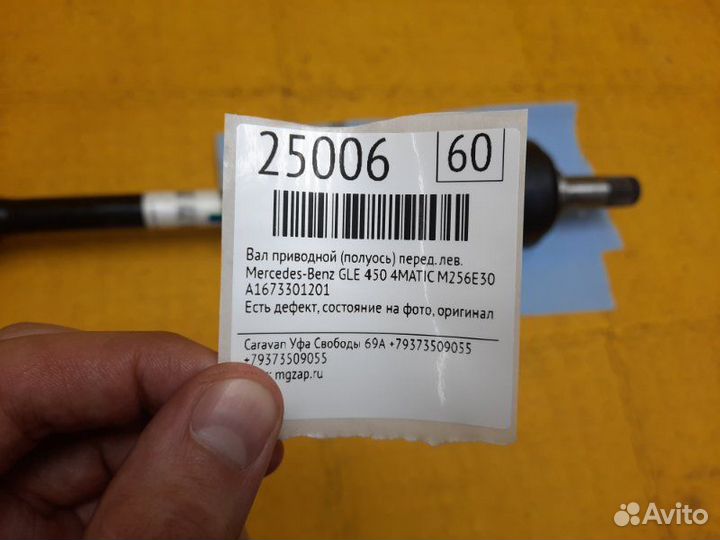 25006 60
Вал приводной (полуось) перед. лев.
Mercedes-Benz GLE 450 4MATIC M256E30
A1673301201
Есть дефект, состояние на фото, оригинал
Caravan Уфа Свободы 69А +79373509055
+79373509055
mgzap.ru
Avito